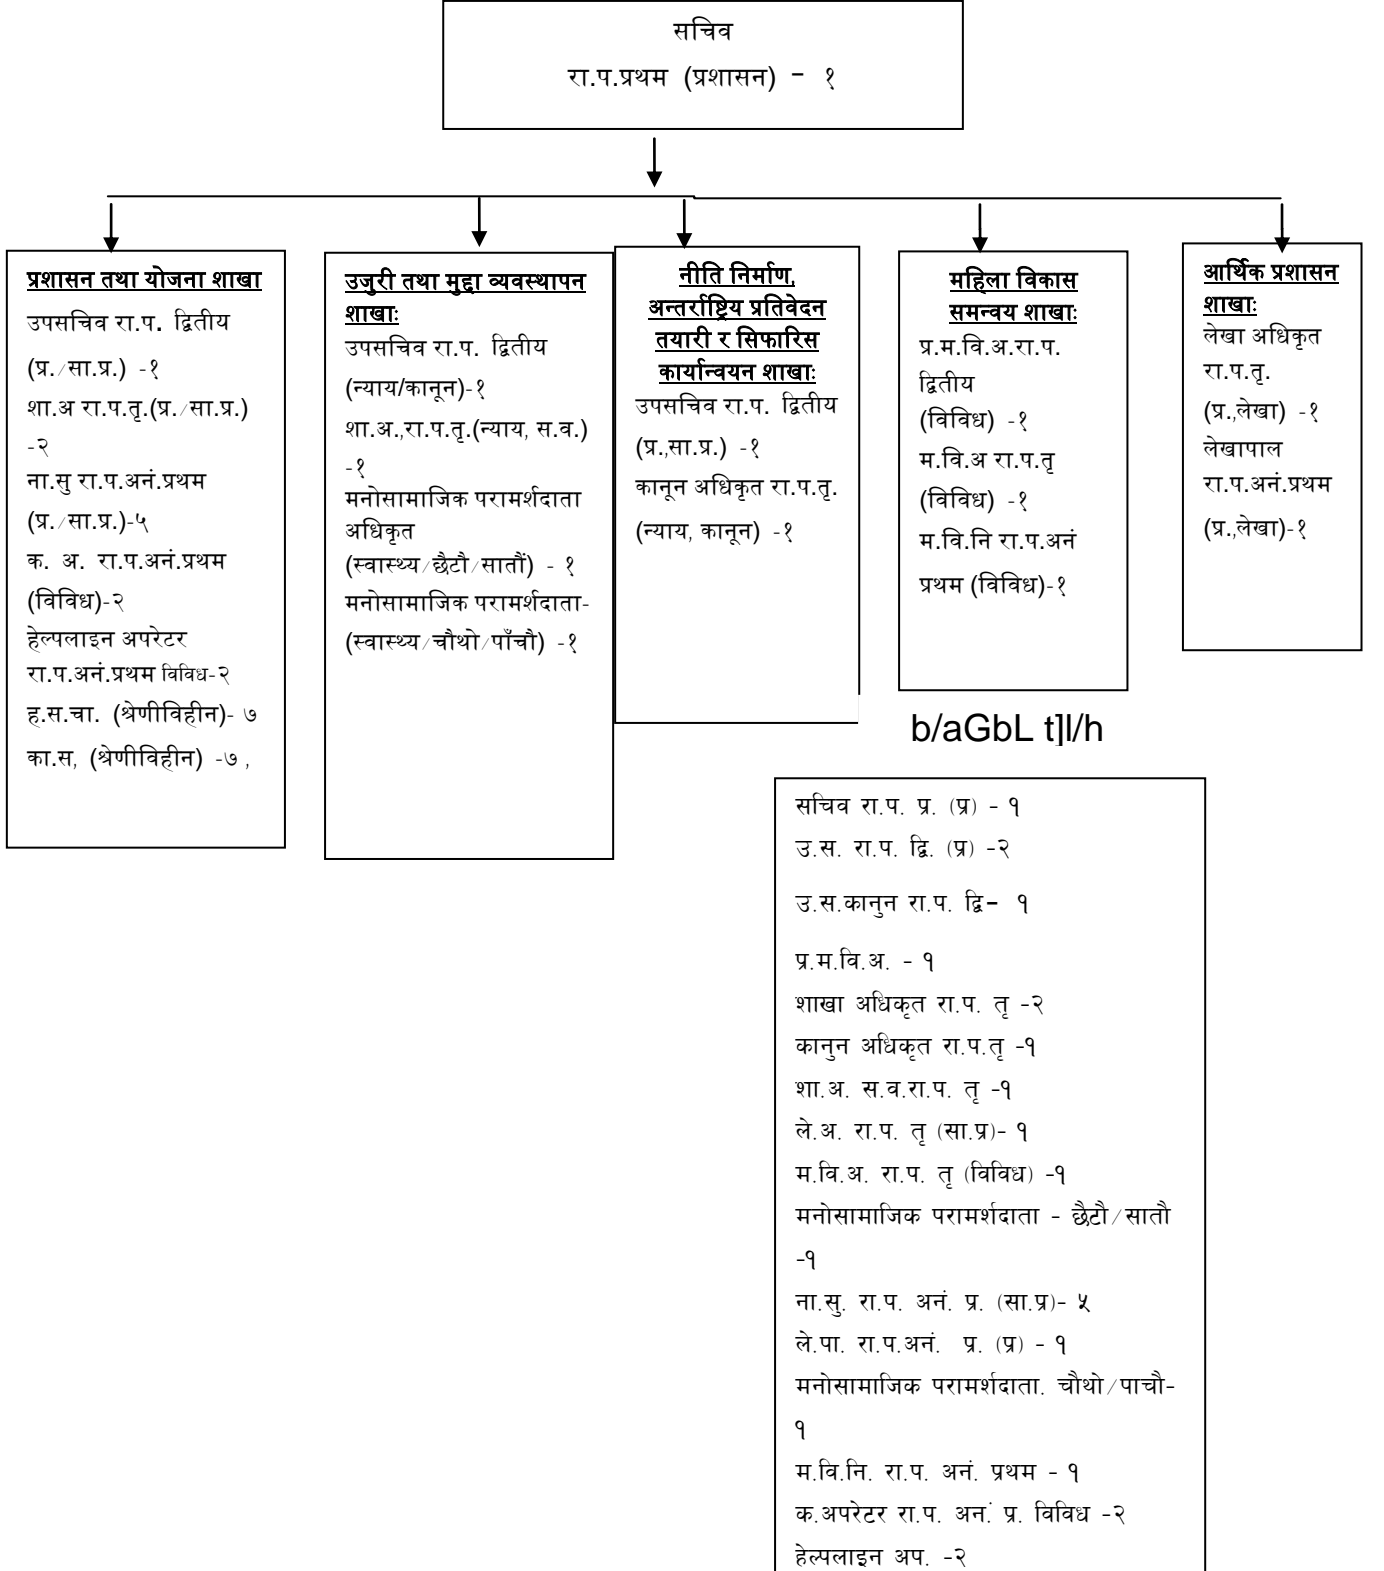 सचिव
रा.प.प्रथम (प्रशासन) - १
प्रशासन तथा योजना शाखा
उपसचिव रा.प. द्वितीय
(प्र./सा.प्र.) -१
शा.अ रा.प.तृ.(प्र./सा.प्र.)
-२
ना.सु रा.प.अनं.प्रथम
(प्र./सा.प्र.)-५
क. अ. रा.प.अनं.प्रथम
(विविध)-२
हेल्पलाइन अपरेटर
रा.प.अनं.प्रथम विविध-२
ह.स.चा. (श्रेणीविहीन)- ७
का.स, (श्रेणीविहीन) -७ ,
उजुरी तथा मुद्दा व्यवस्थापन
शाखाः
उपसचिव रा.प. द्वितीय
(न्याय/कानून)-१
शा.अ.,रा.प.तृ.(न्याय, स.व.)
-१
मनोसामाजिक परामर्शदाता
अधिकृत
(स्वास्थ्य/छैटौ/सातौं) - १
मनोसामाजिक परामर्शदाता-
(स्वास्थ्य/चौथो/पाँचौ) -१
नीति निर्माण,
अन्तर्राष्ट्रिय प्रतिवेदन
तयारी र सिफारिस
कार्यान्वयन शाखाः
उपसचिव रा.प. द्वितीय
(प्र.,सा.प्र.) -१
कानून अधिकृत रा.प.तृ.
(न्याय, कानून) -१
महिला विकास
समन्वय शाखाः
प्र.म.वि.अ.रा.प.
द्वितीय
(विविध) -१
म.वि.अ रा.प.तृ
(विविध) -१
म.वि.नि रा.प.अनं
प्रथम (विविध)-१
आर्थिक प्रशासन
शाखाः
लेखा अधिकृत
रा.प.तृ.
(प्र.,लेखा) -१
लेखापाल
रा.प.अनं.प्रथम
(प्र.,लेखा)-१
b/aGbL t]l/h
सचिव रा.प. प्र. (प्र) - १
उ.स. रा.प. द्वि. (प्र) -२
उ.स.कानुन रा.प. द्वि- १
प्र.म.वि.अ. - १
शाखा अधिकृत रा.प. तृ -२
कानुन अधिकृत रा.प.तृ -१
शा.अ. स.व.रा.प. तृ -१
ले.अ. रा.प. तृ (सा.प्र)- १
म.वि.अ. रा.प. तृ (विविध) -१
मनोसामाजिक परामर्शदाता - छैटौ/सातौ
-१
ना.सु. रा.प. अनं. प्र. (सा.प्र)- ५
ले.पा. रा.प.अनं. प्र. (प्र) - १
मनोसामाजिक परामर्शदाता. चौथो/पाचौ-
१
म.वि.नि. रा.प. अनं. प्रथम - १
क.अपरेटर रा.प. अनं. प्र. विविध -२
हेल्पलाइन अप. -२